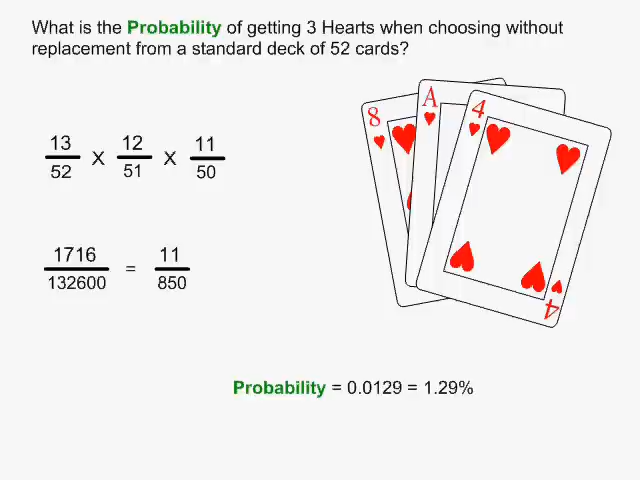 What is the Probability of getting 3 Hearts when choosing without
replacement from a standard deck of 52 cards?
8
A
4
13/52 X 12/51 X 11/50
1716/132600 = 11/850
4
Probability = 0.0129 = 1.29%